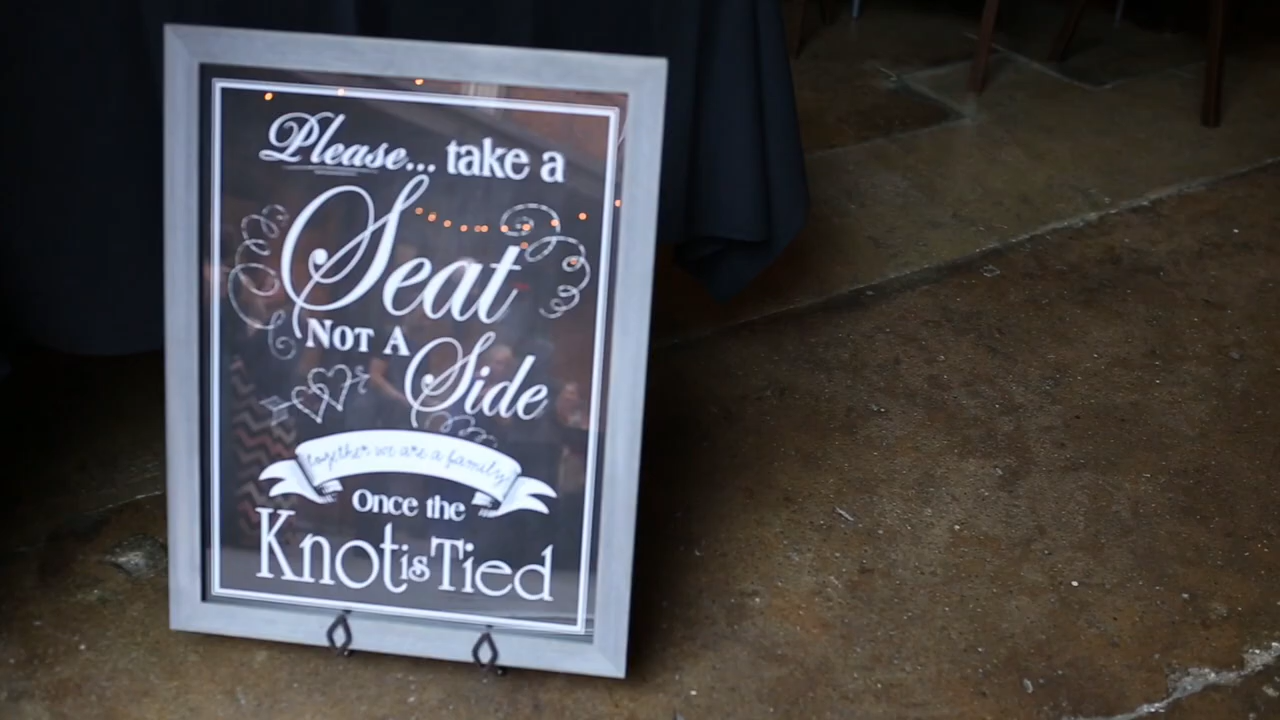 Please... take a
Seat
NOT A
Side
together we are a family
Once the
Knot is Tied